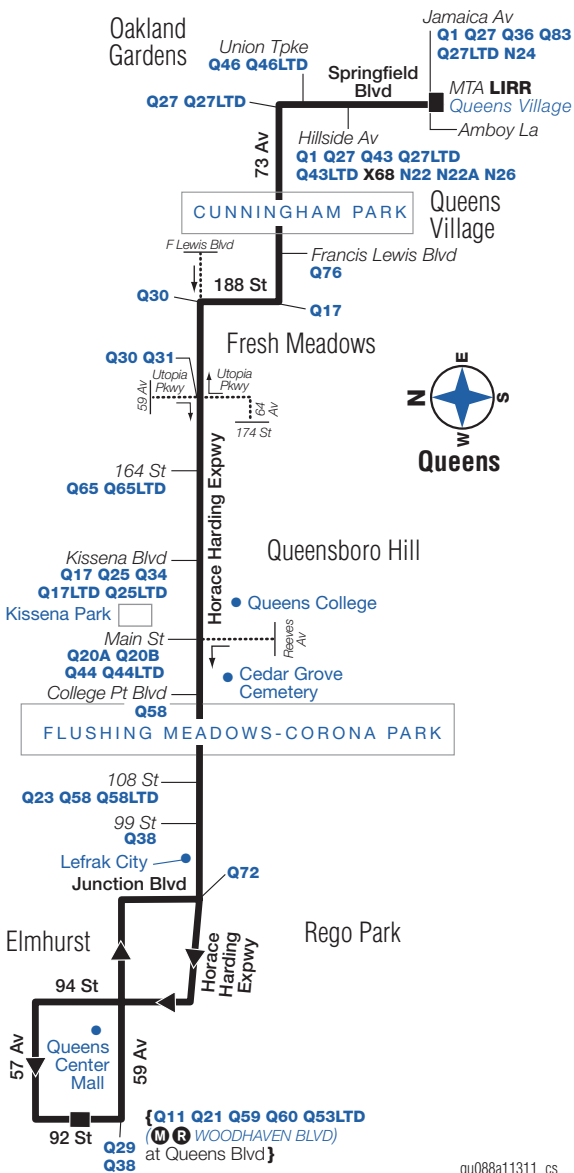 Oakland
Gardens
Jamaica Av
Q1 Q27 Q36 Q83
Q27LTD N24
Union Tpke
Q46 Q46LTD
Springfield
Blvd
MTA LIRR
Queens Village
Q27 Q27LTD
Amboy La
73 Av
Hillside Av
Q1 Q27 Q43 Q27LTD
Q43LTD X68 N22 N22A N26
CUNNINGHAM PARK
Queens
Village
F Lewis Blvd
Francis Lewis Blvd
Q76
Q30
188 St
Q17
Fresh Meadows
Q30 Q31
59 Av
Utopia
Pkwy
Utopia
Pkwy
64
Av
174 St
N
E
S
W
Queens
164 St
Q65 Q65LTD
Horace Harding Expwy
Kissena Blvd
Q17 Q25 Q34
Q17LTD Q25LTD
Queensboro Hill
Kissena Park
Queens College
Main St
Q20A Q20B
Q44 Q44LTD
Reeves
Av
Cedar Grove
Cemetery
College Pt Blvd
Q58
FLUSHING MEADOWS-CORONA PARK
108 St
Q23 Q58 Q58LTD
99 St
Q38
Lefrak City
Junction Blvd
Q72
Elmhurst
Rego Park
Horace
Harding
Expwy
94 St
57 Av
Queens
Center
Mall
59 Av
92 St
Q29
Q38
{Q11 Q21 Q59 Q60 Q53LTD
(M R WOODHAVEN BLVD)
at Queens Blvd}
qu088a11311_cs